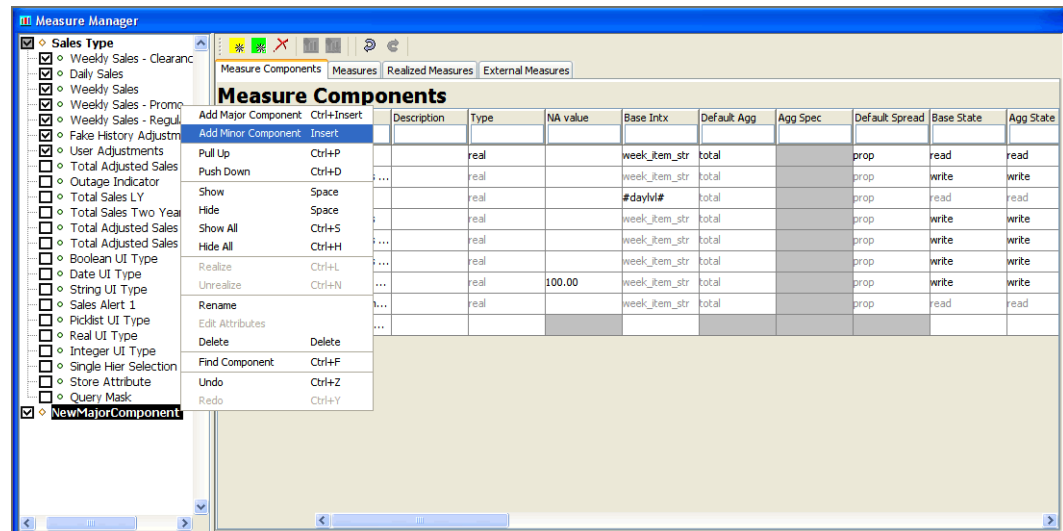 Measure Manager
Sales Type
Weekly Sales - Clearanc
Daily Sales
Weekly Sales
Weekly Sales - Promo
Weekly Sales - Regul
Fake History Adjustm
User Adjustments
Total Adjusted Sales
Outage Indicator
Total Sales LY
Total Sales Two Year
Total Adjusted Sales
Total Adjusted Sales
Boolean UI Type
Date UI Type
String UI Type
Sales Alert 1
Picklist UI Type
Real UI Type
Integer UI Type
Single Hier Selection
Store Attribute
Query Mask
NewMajorComponent
Measure Components Measures Realized Measures External Measures
Measure Components
Description Type NA value Base Intx Default Agg Agg Spec Default Spread Base State Agg State
real week_item_str total prop read read
s ... real week_item_str total prop write write
real #daylvl# total prop read read
s real week_item_str total prop write write
s ... real week_item_str total prop write write
... real week_item_str total prop write write
... real 100.00 week_item_str total prop write write
... real week_item_str total prop read read
...
Add Major Component Ctrl+Insert
Add Minor Component Insert
Pull Up Ctrl+P
Push Down Ctrl+D
Show Space
Hide Space
Show All Ctrl+S
Hide All Ctrl+H
Realize Ctrl+L
Unrealize Ctrl+N
Rename
Edit Attributes
Delete Delete
Find Component Ctrl+F
Undo Ctrl+Z
Redo Ctrl+Y